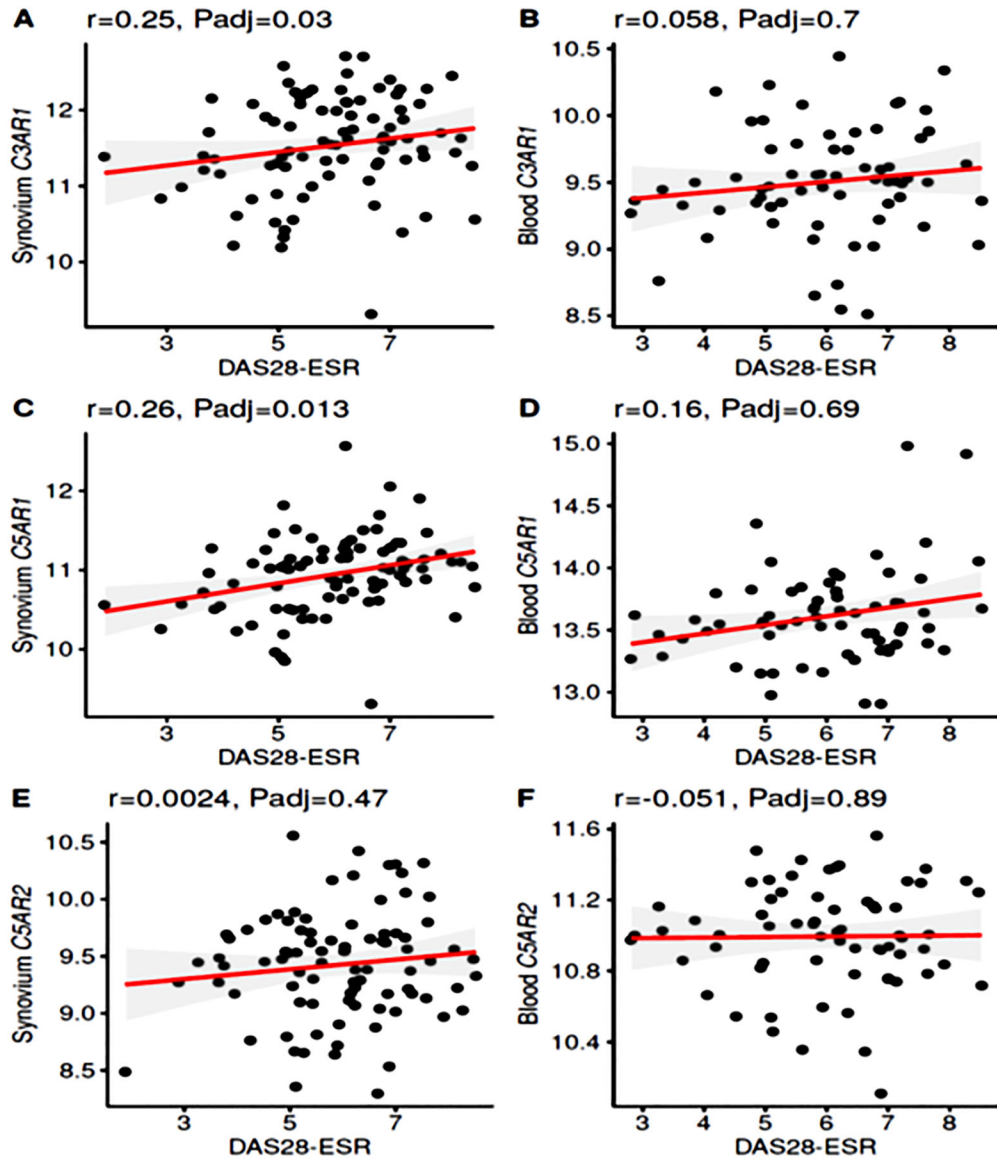 A r=0.25, Padj=0.03
Synovium C3AR1
12
11
10
3 5 7
DAS28-ESR
B r=0.058, Padj=0.7
Blood C3AR1
10.5
10.0
9.5
9.0
8.5
3 4 5 6 7 8
DAS28-ESR
C r=0.26, Padj=0.013
Synovium C5AR1
12
11
10
3 5 7
DAS28-ESR
D r=0.16, Padj=0.69
Blood C5AR1
15.0
14.5
14.0
13.5
13.0
3 4 5 6 7 8
DAS28-ESR
E r=0.0024, Padj=0.47
Synovium C5AR2
10.5
10.0
9.5
9.0
8.5
3 5 7
DAS28-ESR
F r=-0.051, Padj=0.89
Blood C5AR2
11.6
11.2
10.8
10.4
3 4 5 6 7 8
DAS28-ESR